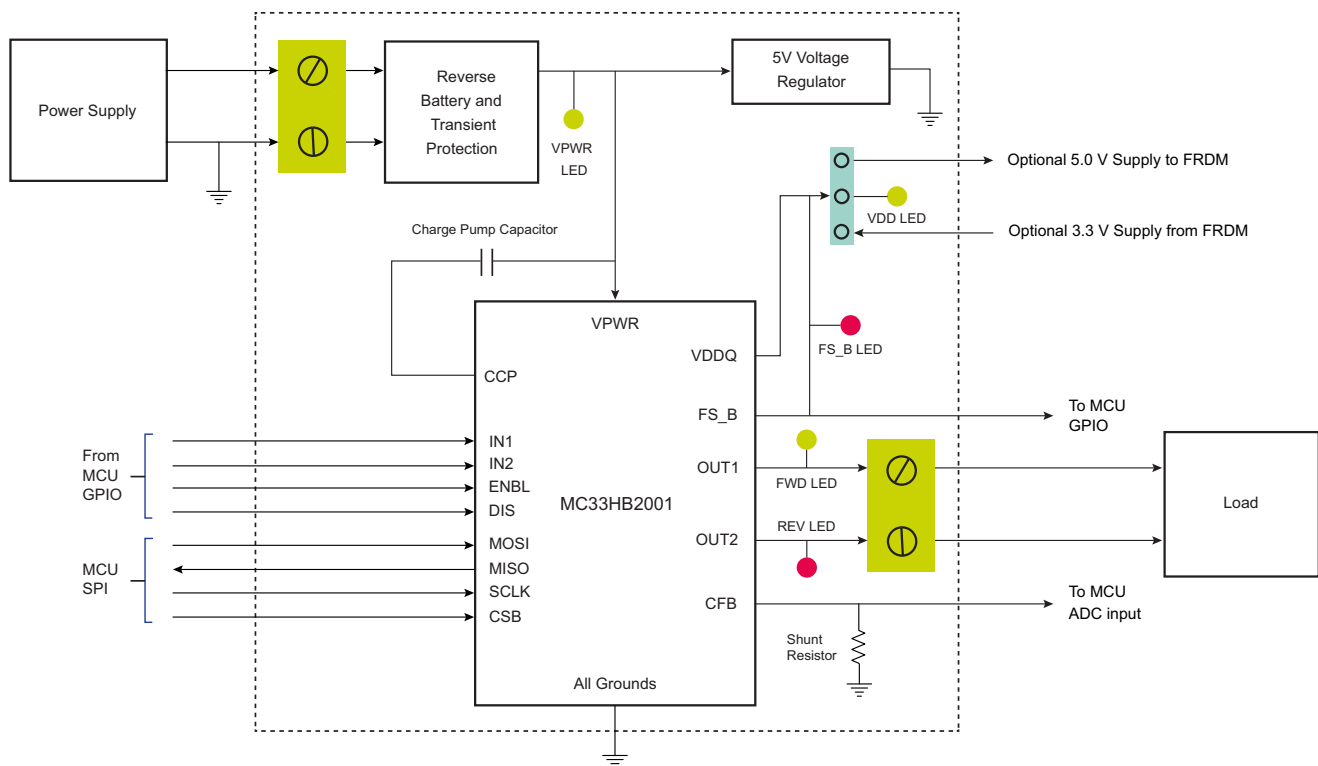 Power Supply
Reverse
Battery and
Transient
Protection
VPWR
LED
5V Voltage
Regulator
Optional 5.0 V Supply to FRDM
VDD LED
Optional 3.3 V Supply from FRDM
Charge Pump Capacitor
VPWR
VDDQ
FS_B LED
CCP
FS_B
To MCU
GPIO
From
MCU
GPIO
IN1
IN2
ENBL
DIS
OUT1
FWD LED
MC33HB2001
Load
REV LED
OUT2
MCU
SPI
MOSI
MISO
SCLK
CSB
CFB
To MCU
ADC input
Shunt
Resistor
All Grounds